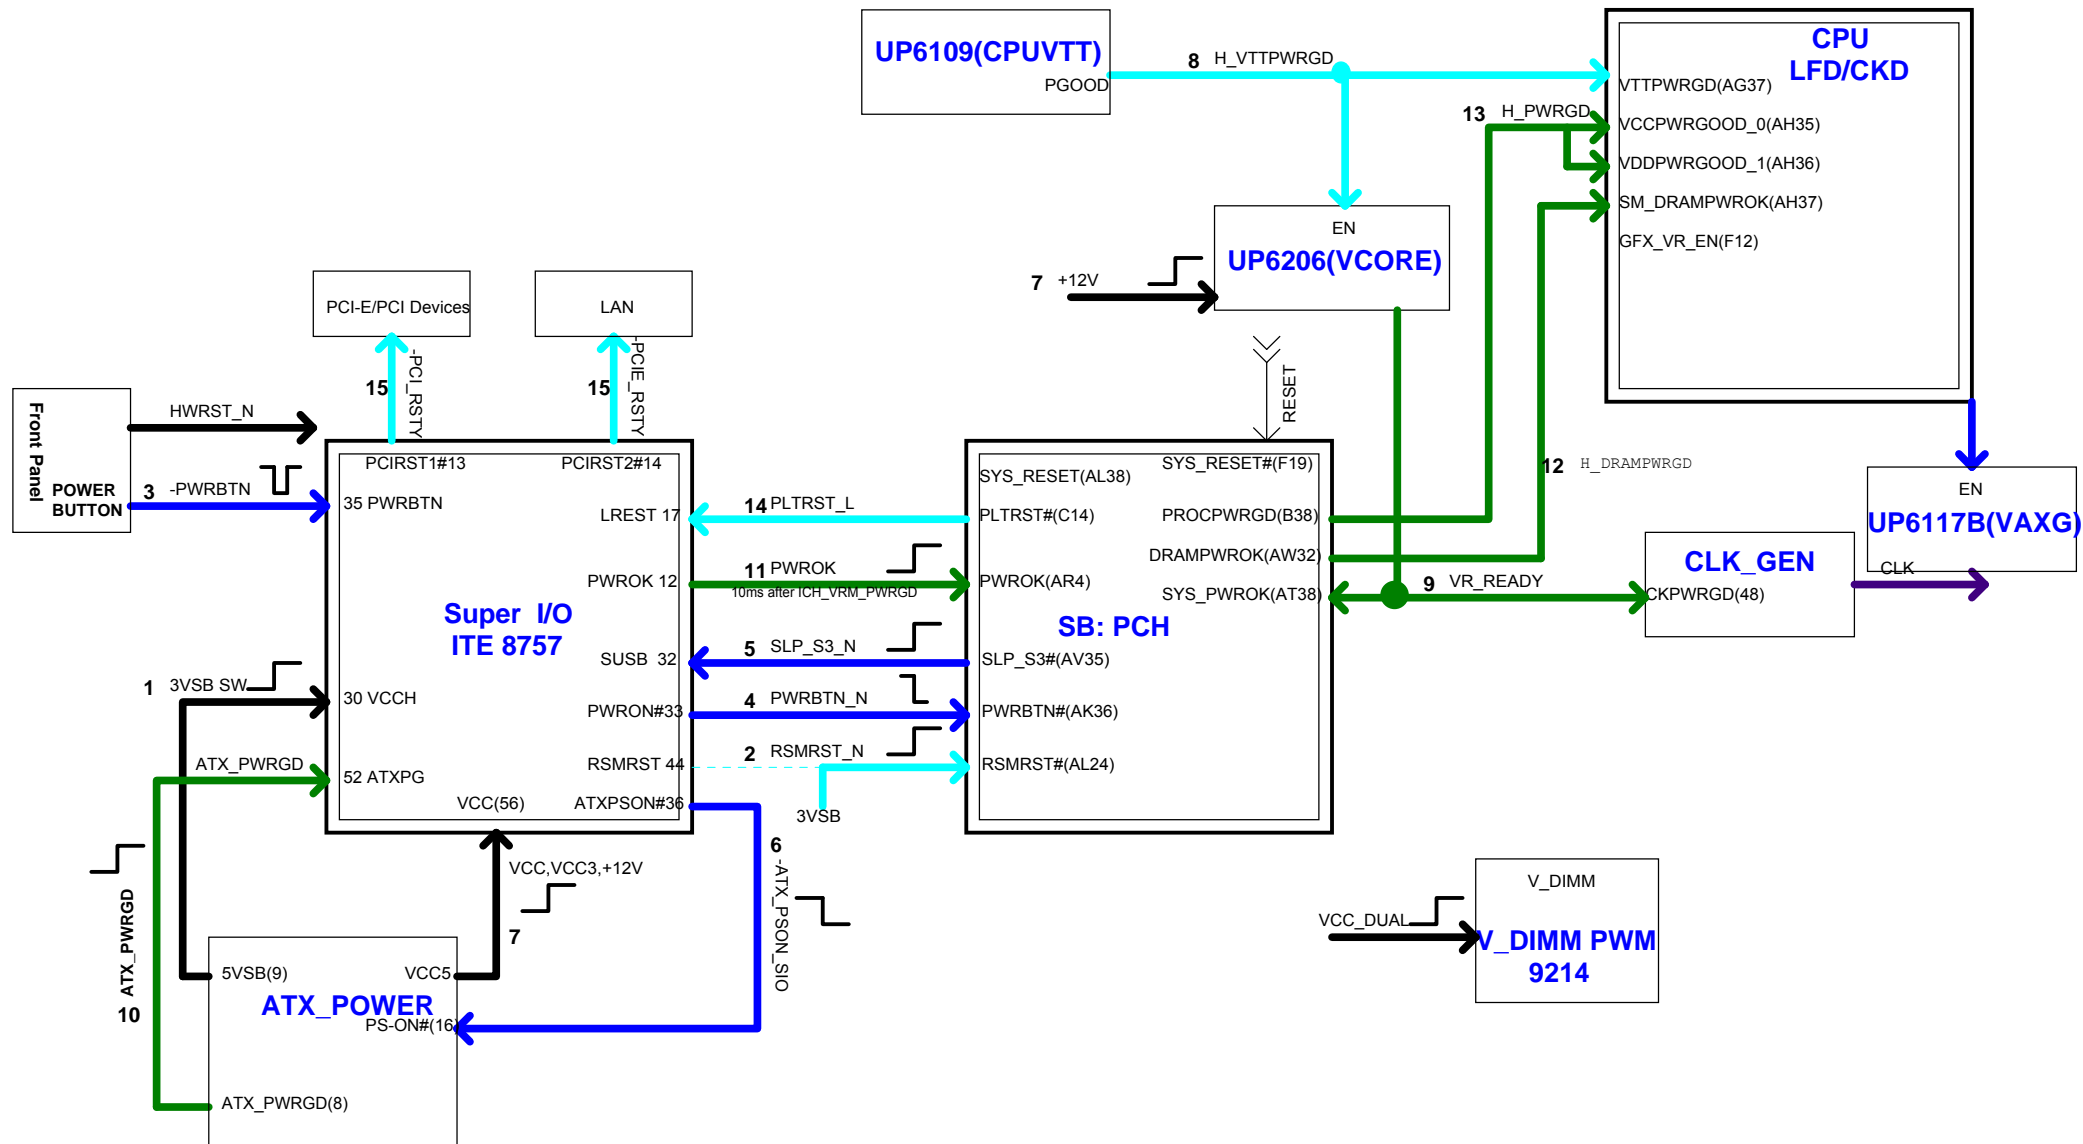 UP6109(CPUVTT)
PGOOD
8 H_VTTPWRGD
CPU
LFD/CKD
VTTPWRGD(AG37)
13 H_PWRGD
VCCPWRGOOD_0(AH35)
VDDPWRGOOD_1(AH36)
SM_DRAMPWROK(AH37)
GFX_VR_EN(F12)
EN
UP6206(VCORE)
7 +12V
PCI-E/PCI Devices
LAN
15 -PCI_RSTY
15 -PCIE_RSTY
RESET
Front Panel
HWRST_N
POWER
BUTTON
3 -PWRBTN
PCIRST1#13
PCIRST2#14
35 PWRBTN
LREST 17
PWROK 12
Super I/O
ITE 8757
SUSB 32
30 VCCH
PWRON#33
RSMRST 44
52 ATXPG
VCC(56)
ATXPSON#36
14 PLTRST_L
11 PWROK
10ms after ICH_VRM_PWRGD
5 SLP_S3_N
4 PWRBTN_N
2 RSMRST_N
3VSB
SYS_RESET#(F19)
SYS_RESET(AL38)
PLTRST#(C14)
PROCPWRGD(B38)
DRAMPWROK(AW32)
PWROK(AR4)
SYS_PWROK(AT38)
SB: PCH
SLP_S3#(AV35)
PWRBTN#(AK36)
RSMRST#(AL24)
12 H_DRAMPWRGD
9 VR_READY
EN
UP6117B(VAXG)
CLK_GEN
CKPWRGD(48)
CLK
1 3VSB SW
ATX_PWRGD
10 ATX_PWRGD
VCC,VCC3,+12V
7
6 -ATX_PSON_SIO
5VSB(9)
VCC5
ATX_POWER
PS-ON#(16)
ATX_PWRGD(8)
VCC_DUAL
V_DIMM
V_DIMM PWM
9214